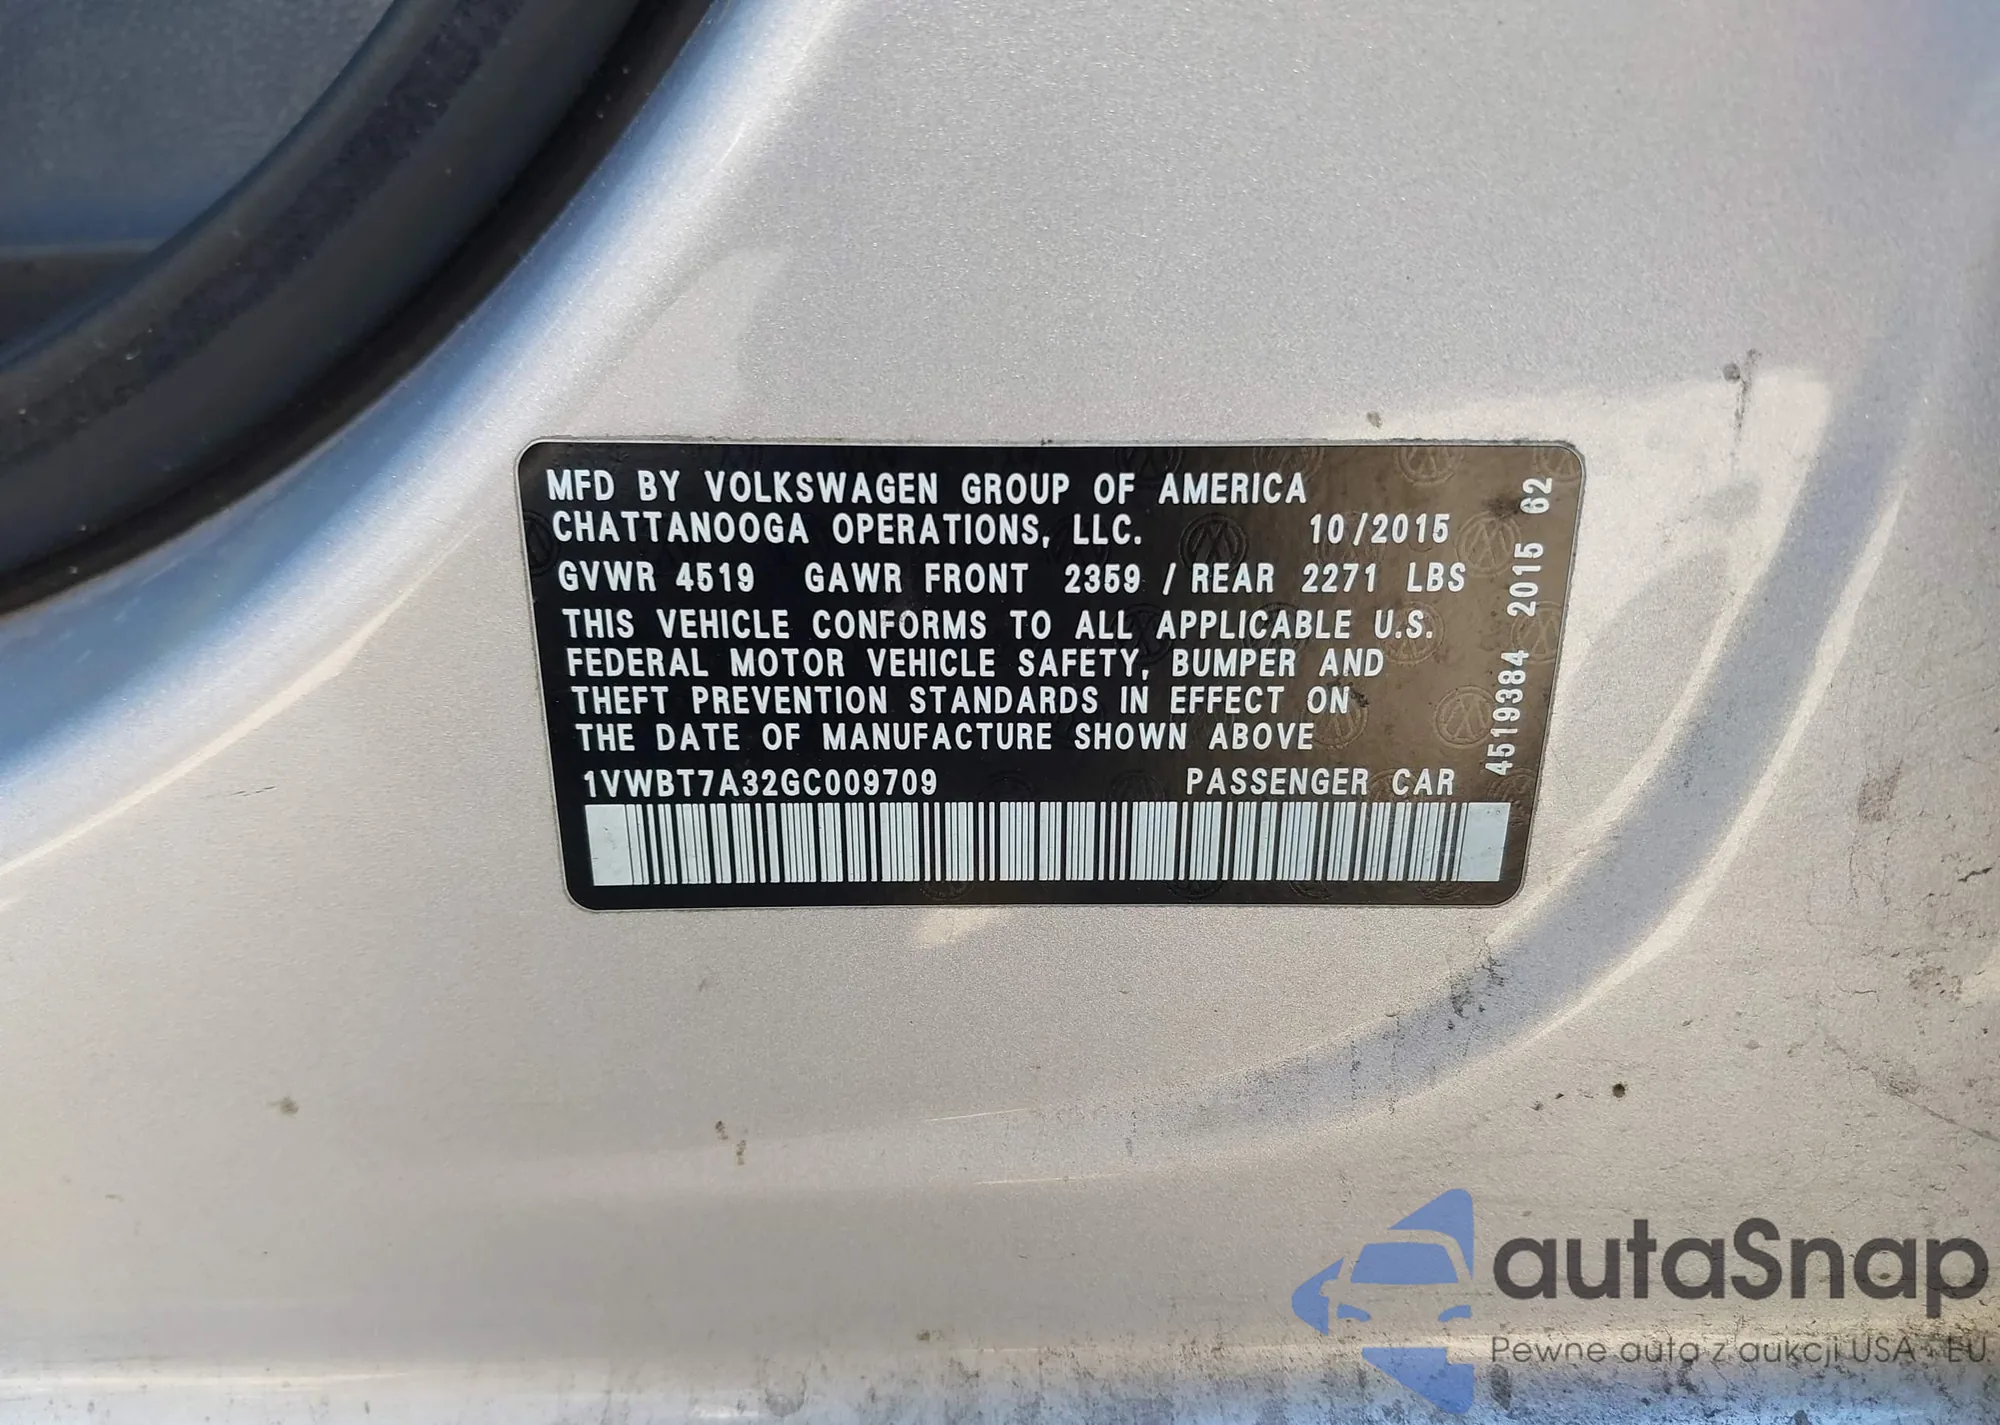 MFD BY VOLKSWAGEN GROUP OF AMERICA
CHATTANOOGA OPERATIONS, LLC. 10/2015
GVWR 4519 GAWR FRONT 2359 / REAR 2271 LBS
THIS VEHICLE CONFORMS TO ALL APPLICABLE U.S.
FEDERAL MOTOR VEHICLE SAFETY, BUMPER AND
THEFT PREVENTION STANDARDS IN EFFECT ON
THE DATE OF MANUFACTURE SHOWN ABOVE
1VWBT7A32GC009709 PASSENGER CAR
4519384 2015 62
autaSnap
Pewne auta z aukcji USA - EU